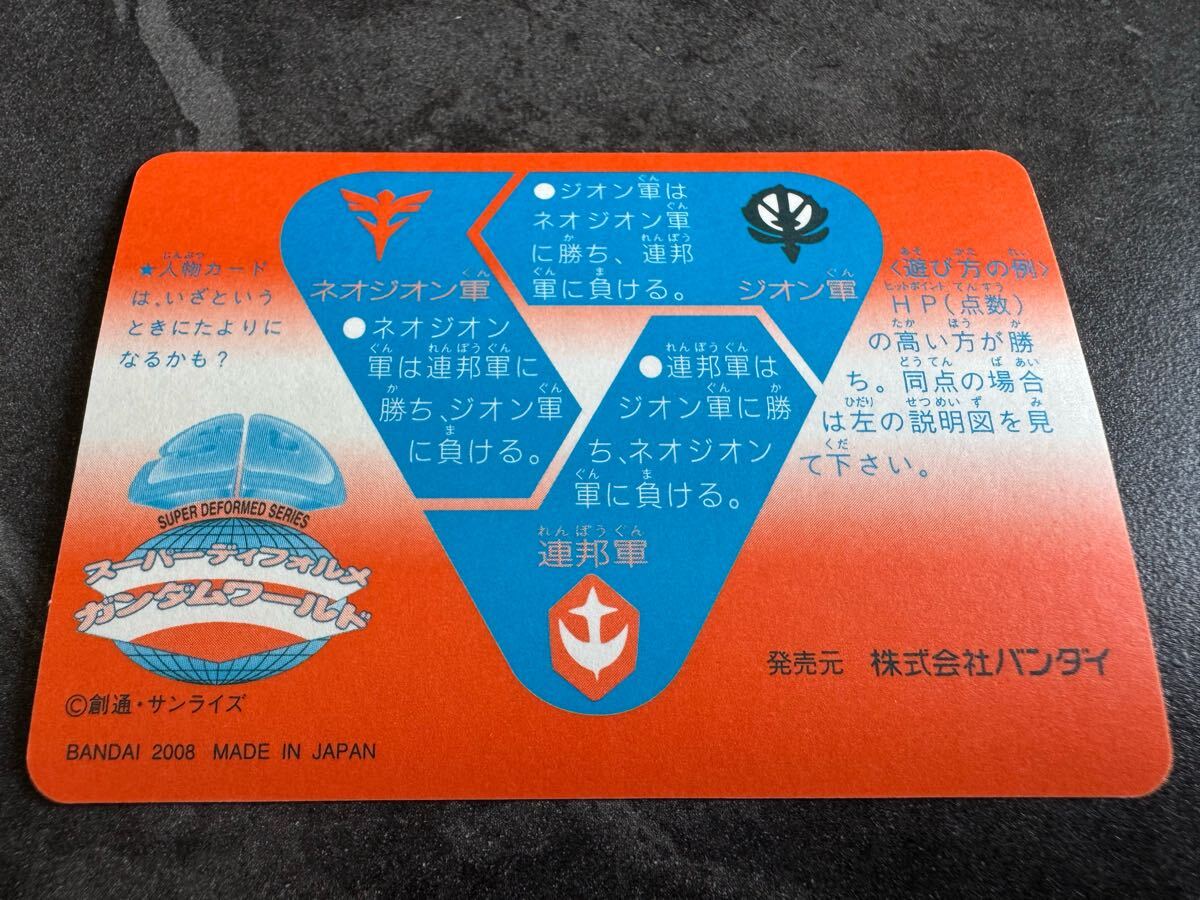 ★人物カード
は、いざという
ときにたよりに
なるかも？
ネオジオン軍
●ネオジオン
軍は連邦軍に
勝ち、ジオン軍
に負ける。
●ジオン軍は
ネオジオン軍
に勝ち、連邦
軍に負ける。
ジオン軍
●連邦軍は
ジオン軍に勝
ち、ネオジオン
軍に負ける。
連邦軍
〈遊び方の例〉
HP(点数)
の高い方が勝
ち。同点の場合
は左の説明図を見
て下さい。
SUPER DEFORMED SERIES
スーパーディフォルメ
ガンダムワールド
©創通・サンライズ
BANDAI 2008 MADE IN JAPAN
発売元 株式会社バンダイ